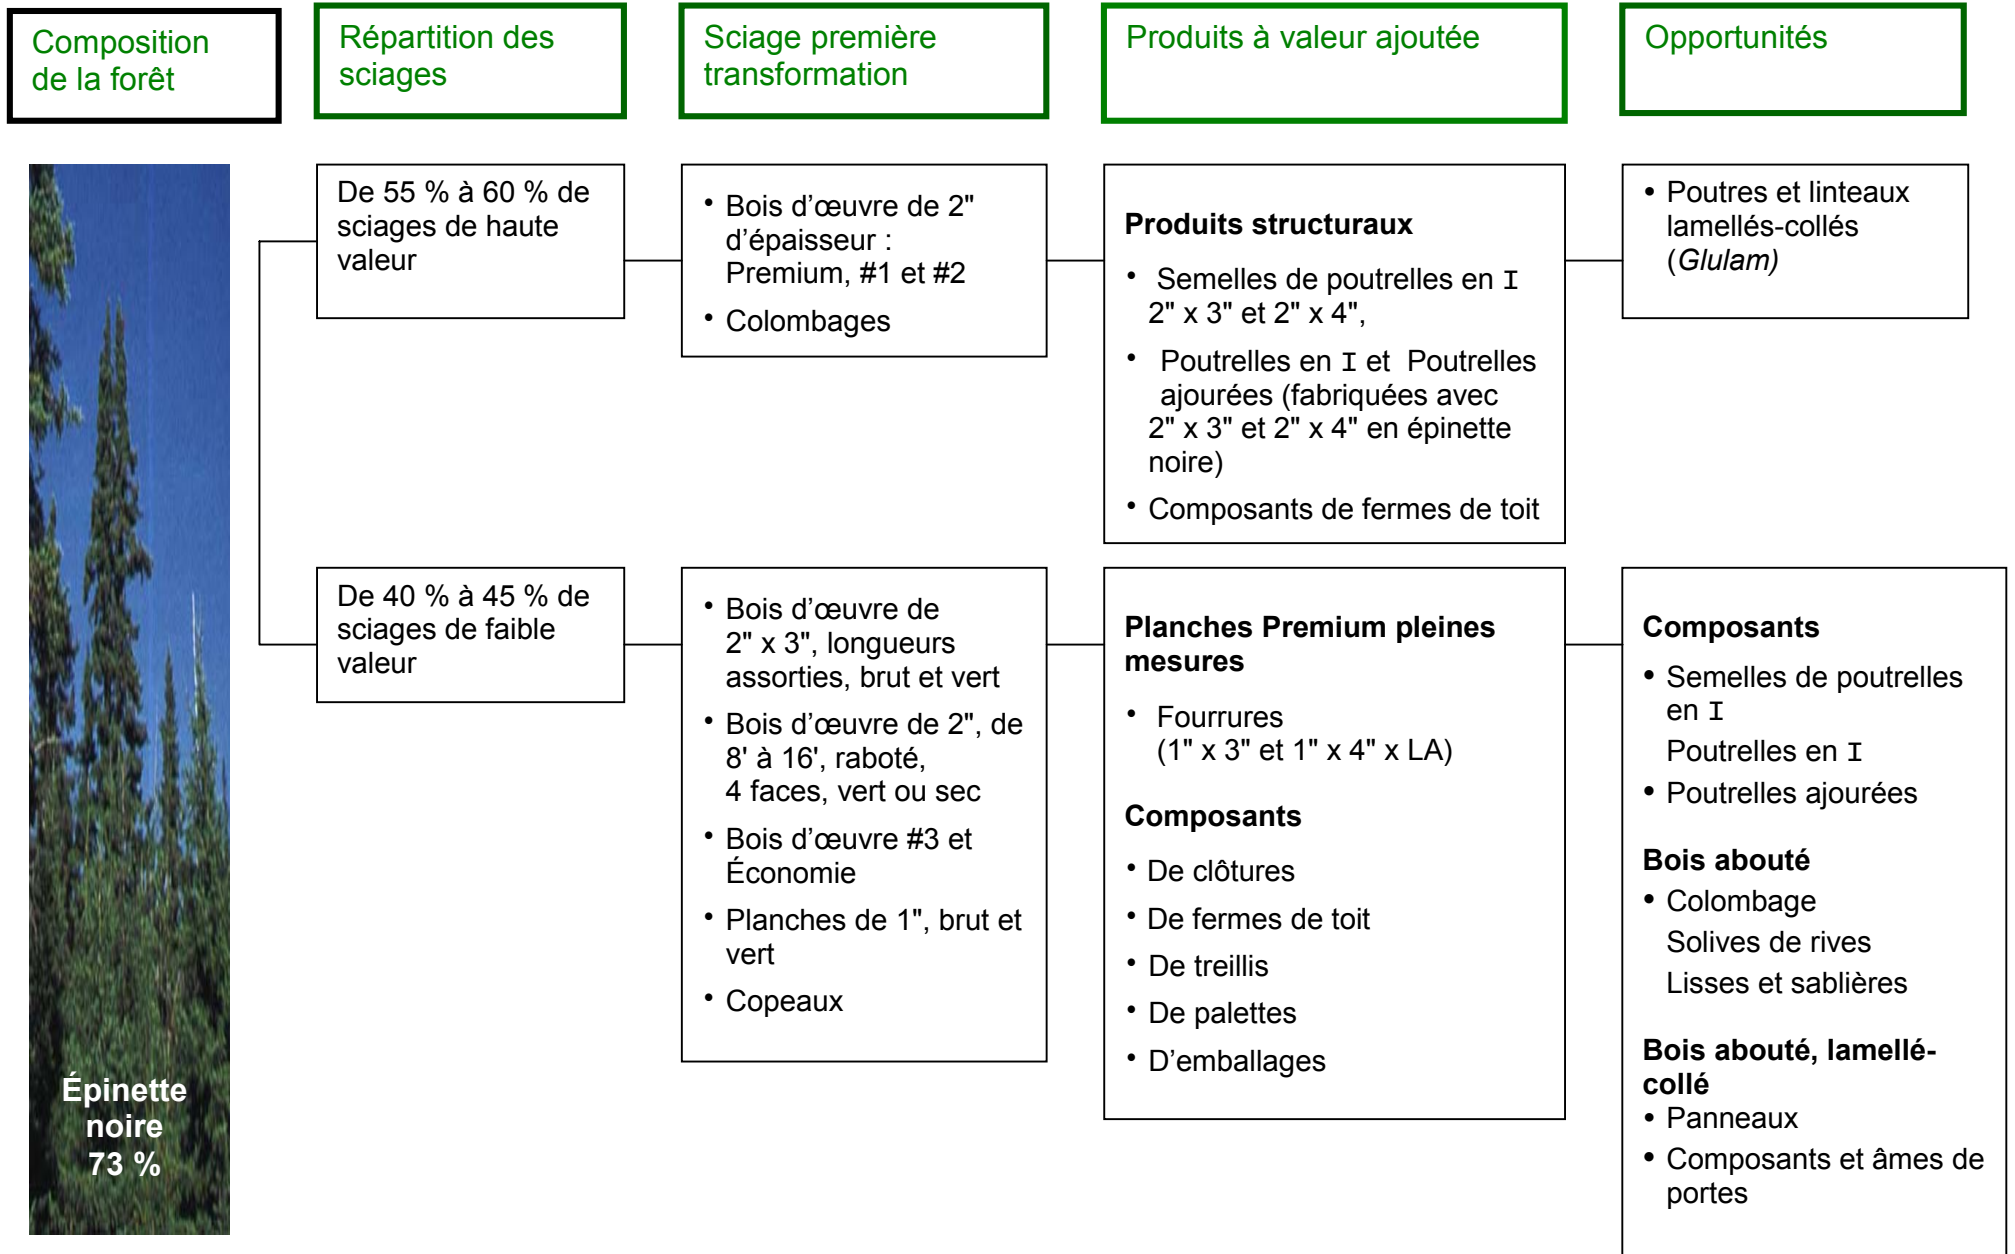 Composition
de la forêt
Répartition des
sciages
Sciage première
transformation
Produits à valeur ajoutée
Opportunités
De 55 % à 60 % de
sciages de haute
valeur
• Bois d’œuvre de 2"
d’épaisseur :
Premium, #1 et #2
• Colombages
Produits structuraux
• Semelles de poutrelles en I
2" x 3" et 2" x 4",
• Poutrelles en I et Poutrelles
ajourées (fabriquées avec
2" x 3" et 2" x 4" en épinette
noire)
• Composants de fermes de toit
• Poutres et linteaux
lamellés-collés
(Glulam)
De 40 % à 45 % de
sciages de faible
valeur
• Bois d’œuvre de
2" x 3", longueurs
assorties, brut et vert
• Bois d’œuvre de 2", de
8' à 16', raboté,
4 faces, vert ou sec
• Bois d’œuvre #3 et
Économie
• Planches de 1", brut et
vert
• Copeaux
Planches Premium pleines
mesures
• Fourrures
(1" x 3" et 1" x 4" x LA)
Composants
• De clôtures
• De fermes de toit
• De treillis
• De palettes
• D’emballages
Composants
• Semelles de poutrelles
en I
Poutrelles en I
• Poutrelles ajourées
Bois abouté
• Colombage
Solives de rives
Lisses et sablières
Bois abouté, lamellé-
collé
• Panneaux
• Composants et âmes de
portes
Épinette
noire
73 %